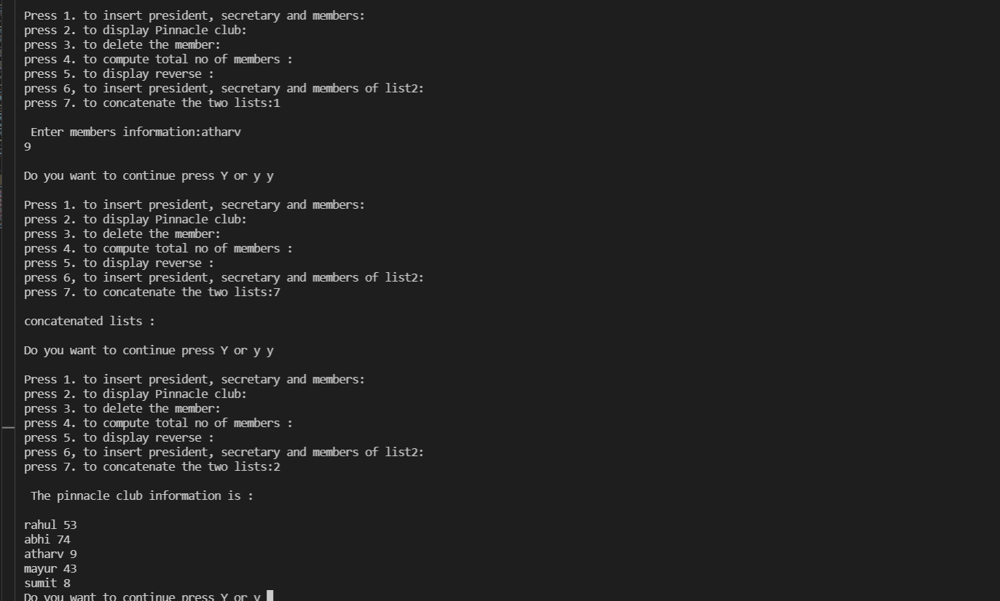 Press 1. to insert president, secretary and members:
press 2. to display Pinnacle club:
press 3. to delete the member:
press 4. to compute total no of members :
press 5. to display reverse :
press 6, to insert president, secretary and members of list2:
press 7. to concatenate the two lists:1
Enter members information:atharv
9
Do you want to continue press Y or y y
Press 1. to insert president, secretary and members:
press 2. to display Pinnacle club:
press 3. to delete the member:
press 4. to compute total no of members :
press 5. to display reverse :
press 6, to insert president, secretary and members of list2:
press 7. to concatenate the two lists:7
concatenated lists :
Do you want to continue press Y or y y
Press 1. to insert president, secretary and members:
press 2. to display Pinnacle club:
press 3. to delete the member:
press 4. to compute total no of members :
press 5. to display reverse :
press 6, to insert president, secretary and members of list2:
press 7. to concatenate the two lists:2
The pinnacle club information is :
rahul 53
abhi 74
atharv 9
mayur 43
sumit 8
Do you want to continue press Y or y